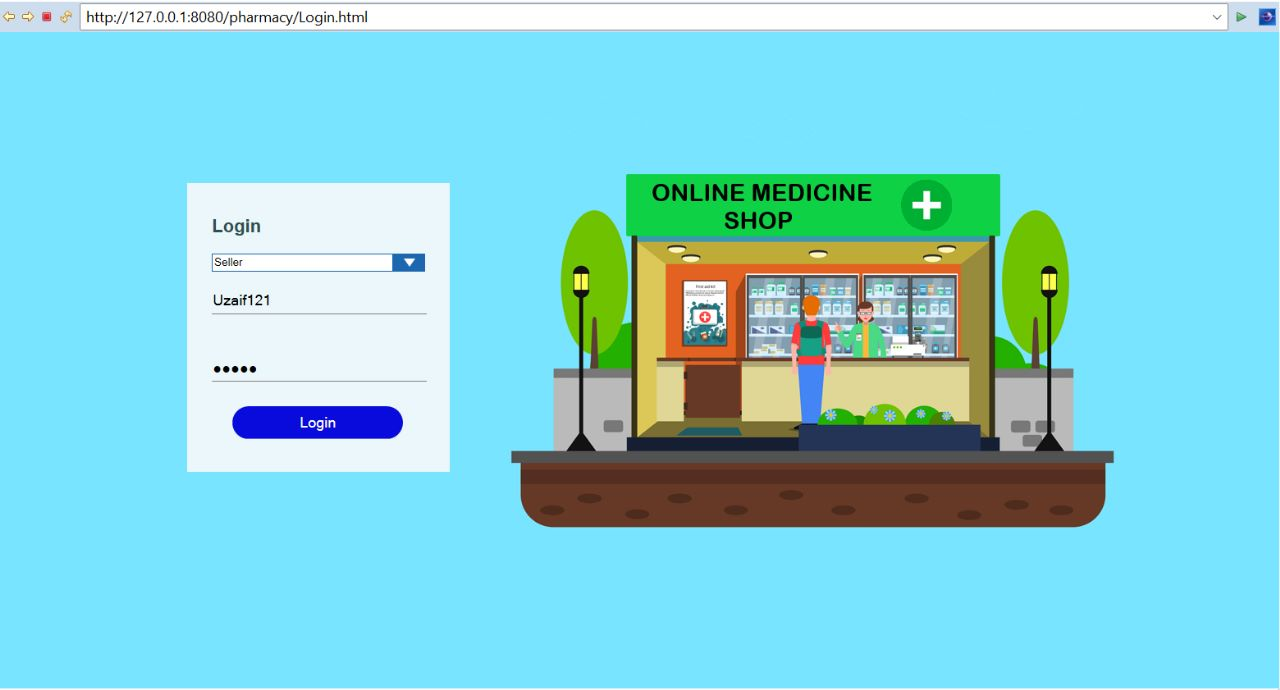 http://127.0.0.1:8080/pharmacy/Login.html
ONLINE MEDICINE
SHOP
Login
Seller
Uzaif121
●●●●●
Login